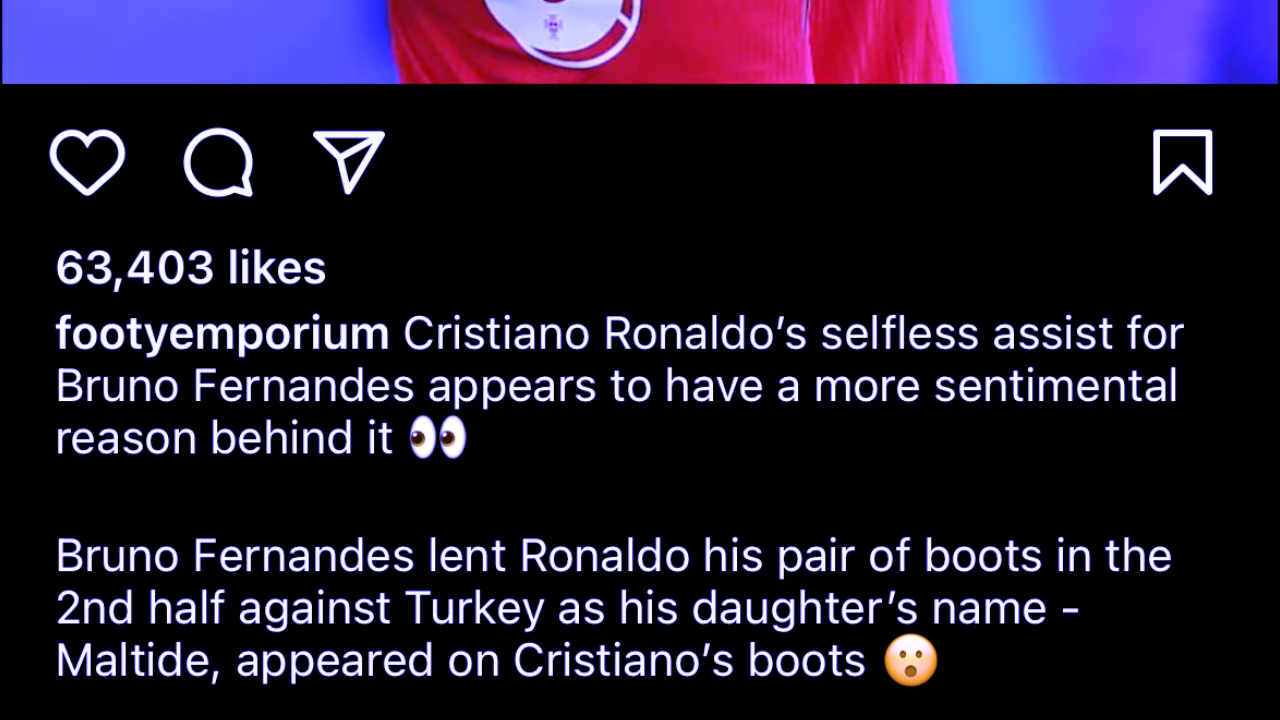 63,403 likes
footyemporium Cristiano Ronaldo’s selfless assist for
Bruno Fernandes appears to have a more sentimental
reason behind it 👀
Bruno Fernandes lent Ronaldo his pair of boots in the
2nd half against Turkey as his daughter’s name -
Maltide, appeared on Cristiano’s boots 😮